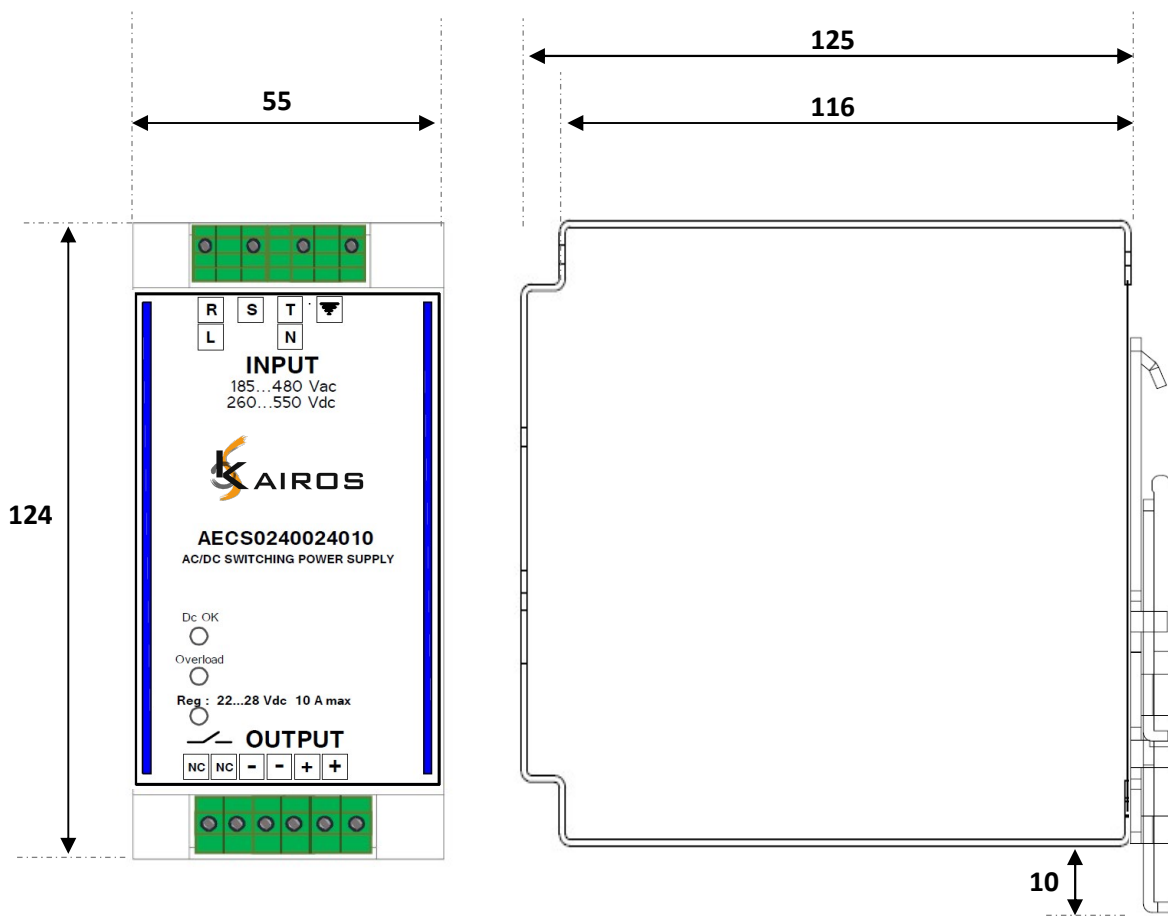 125
55
116
R S T
L N
INPUT
185...480 Vac
260...550 Vdc
KAIROS
124
AECS0240024010
AC/DC SWITCHING POWER SUPPLY
Dc OK
Overload
Reg : 22...28 Vdc 10 A max
OUTPUT
NC NC - - + +
10